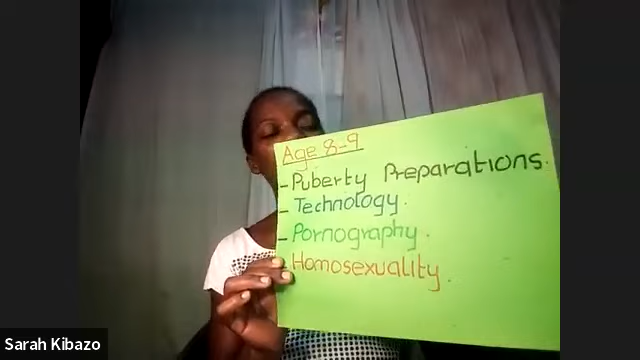 Age 8-9
- Puberty Preparations.
- Technology.
- Pornography.
- Homosexuality.
Sarah Kibazo